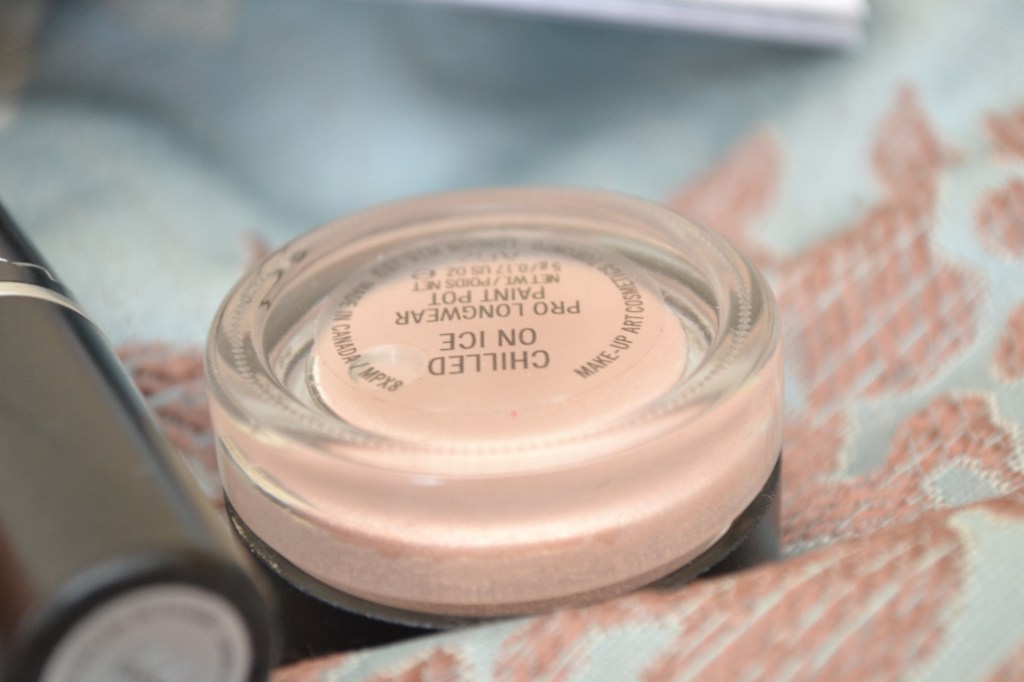 CHILLED
ON ICE
PRO LONGWEAR
PAINT POT
NET WT./POIDS NET
5 g/0.17 US OZ e
MAKE-UP ART COSMETICS
MADE IN CANADA/MPX8